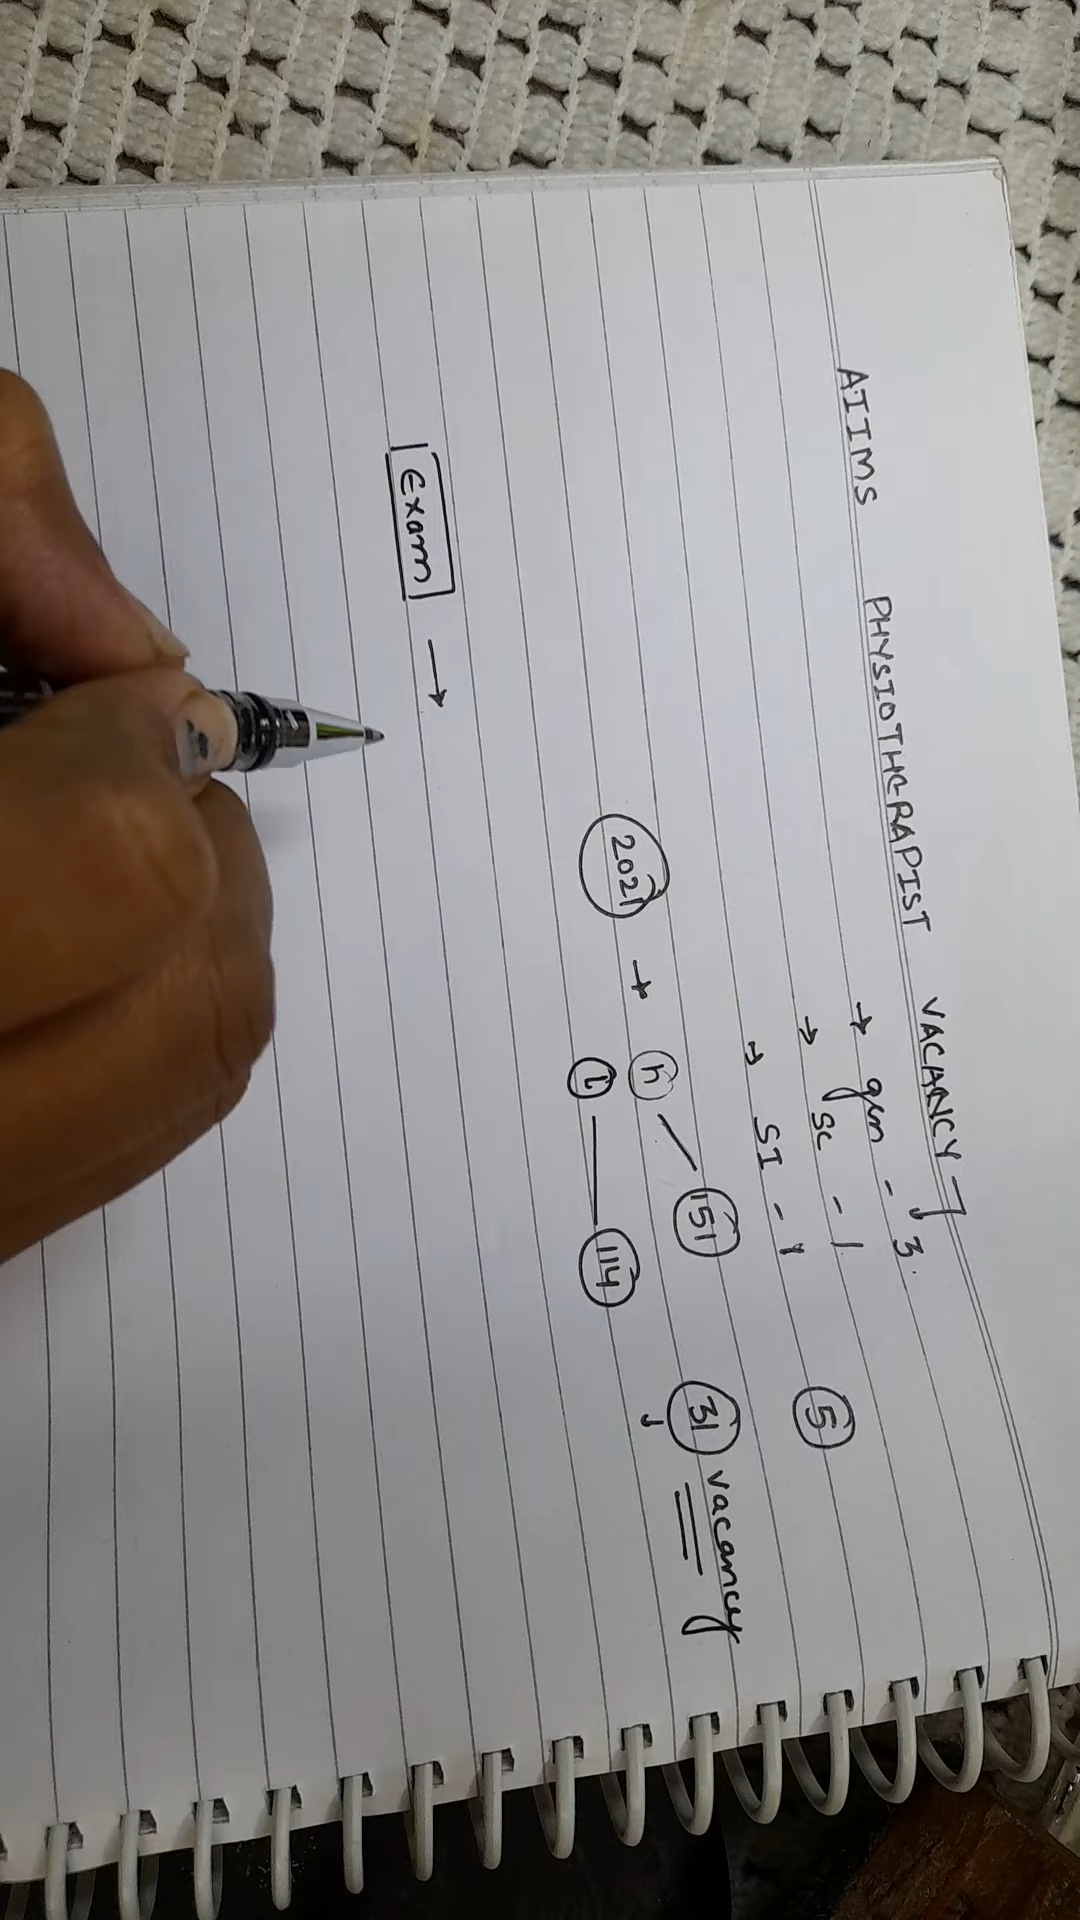 AIIMS PHYSIOTHERAPIST VACANCY
→ gen - 3.
→ SC - 1
→ ST - 1
5
2021 → h 151 31 vacancy
l 114
Exam →